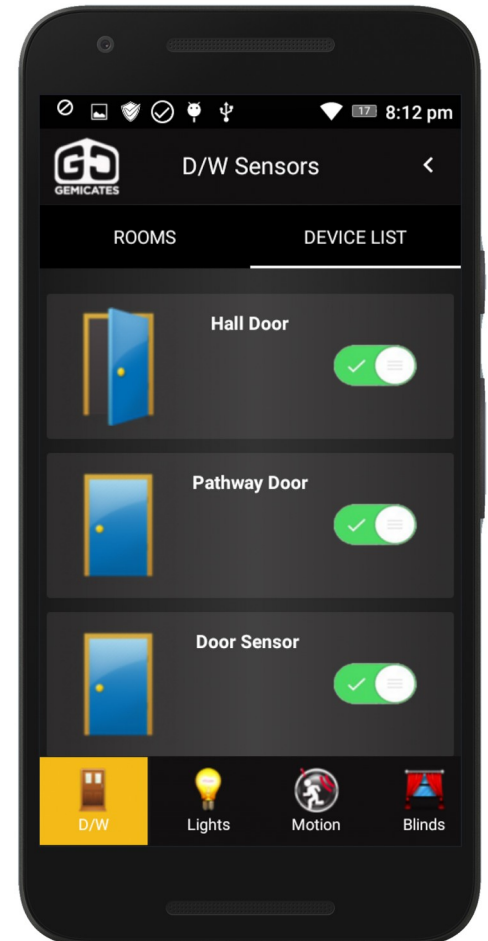 17 8:12 pm
GEMICATES
D/W Sensors
ROOMS DEVICE LIST
Hall Door
Pathway Door
Door Sensor
D/W Lights Motion Blinds